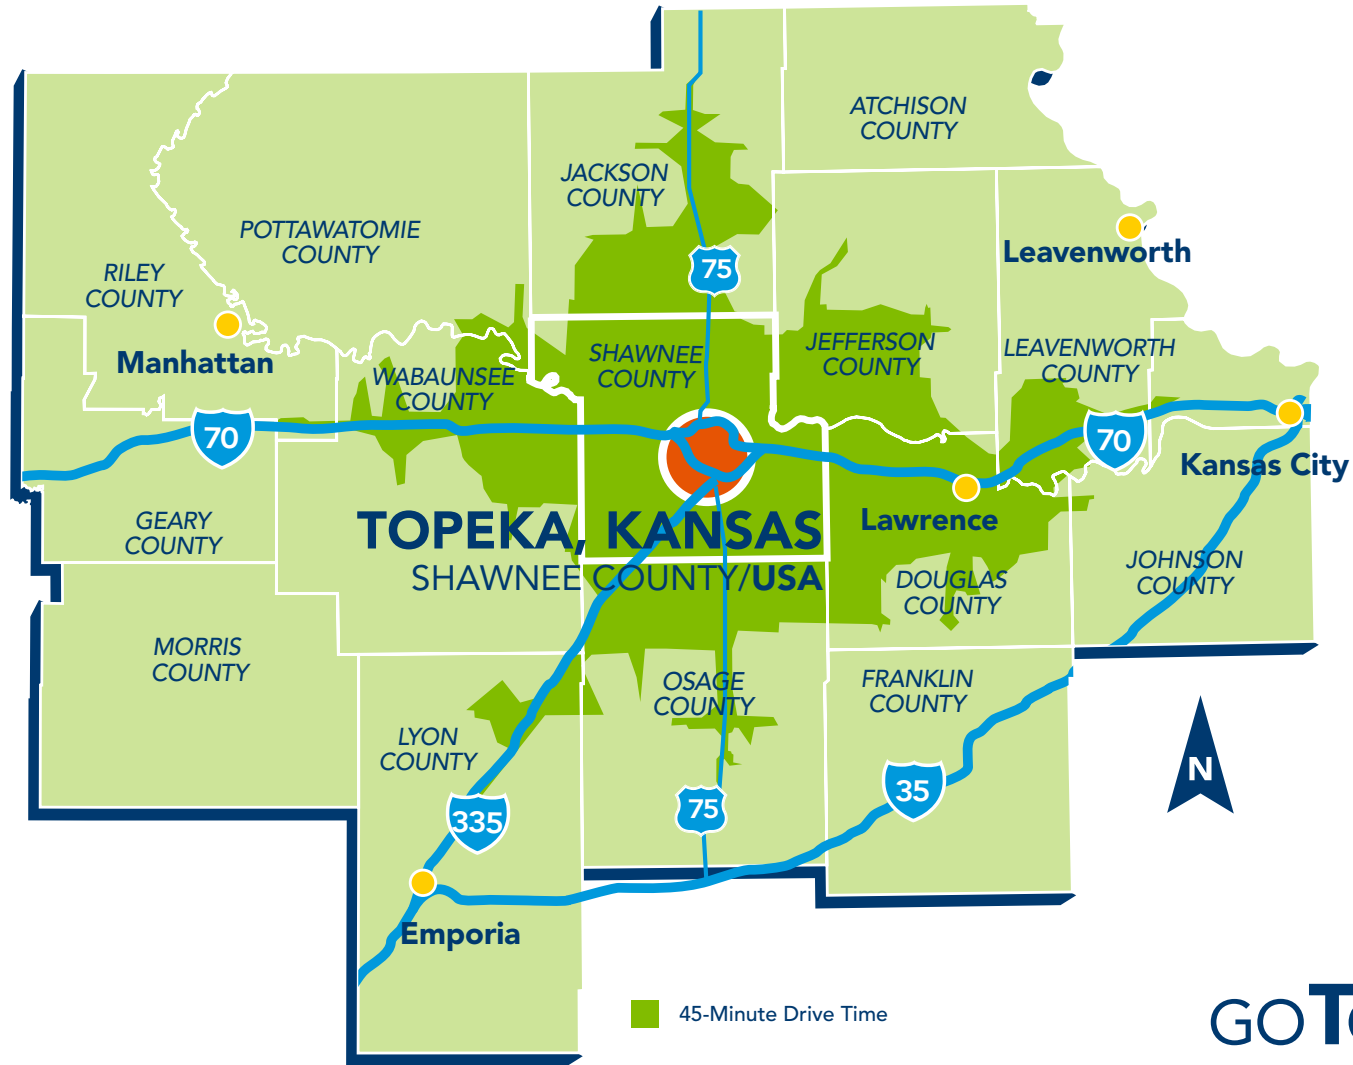 ATCHISON
COUNTY
JACKSON
COUNTY
POTTAWATOMIE
COUNTY
RILEY
COUNTY
Leavenworth
75
Manhattan
WABAUNSEE
COUNTY
SHAWNEE
COUNTY
JEFFERSON
COUNTY
LEAVENWORTH
COUNTY
70
70
Kansas City
GEARY
COUNTY
TOPEKA, KANSAS
SHAWNEE COUNTY/USA
Lawrence
DOUGLAS
COUNTY
JOHNSON
COUNTY
MORRIS
COUNTY
OSAGE
COUNTY
FRANKLIN
COUNTY
LYON
COUNTY
335
75
35
N
Emporia
45-Minute Drive Time
GO